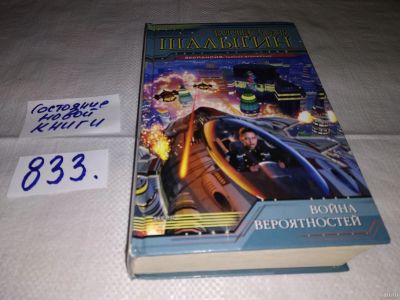 Состояние
новой
книги
833.
ШАЛЫГИН
ВОЙНА
ВЕРОЯТНОСТЕЙ